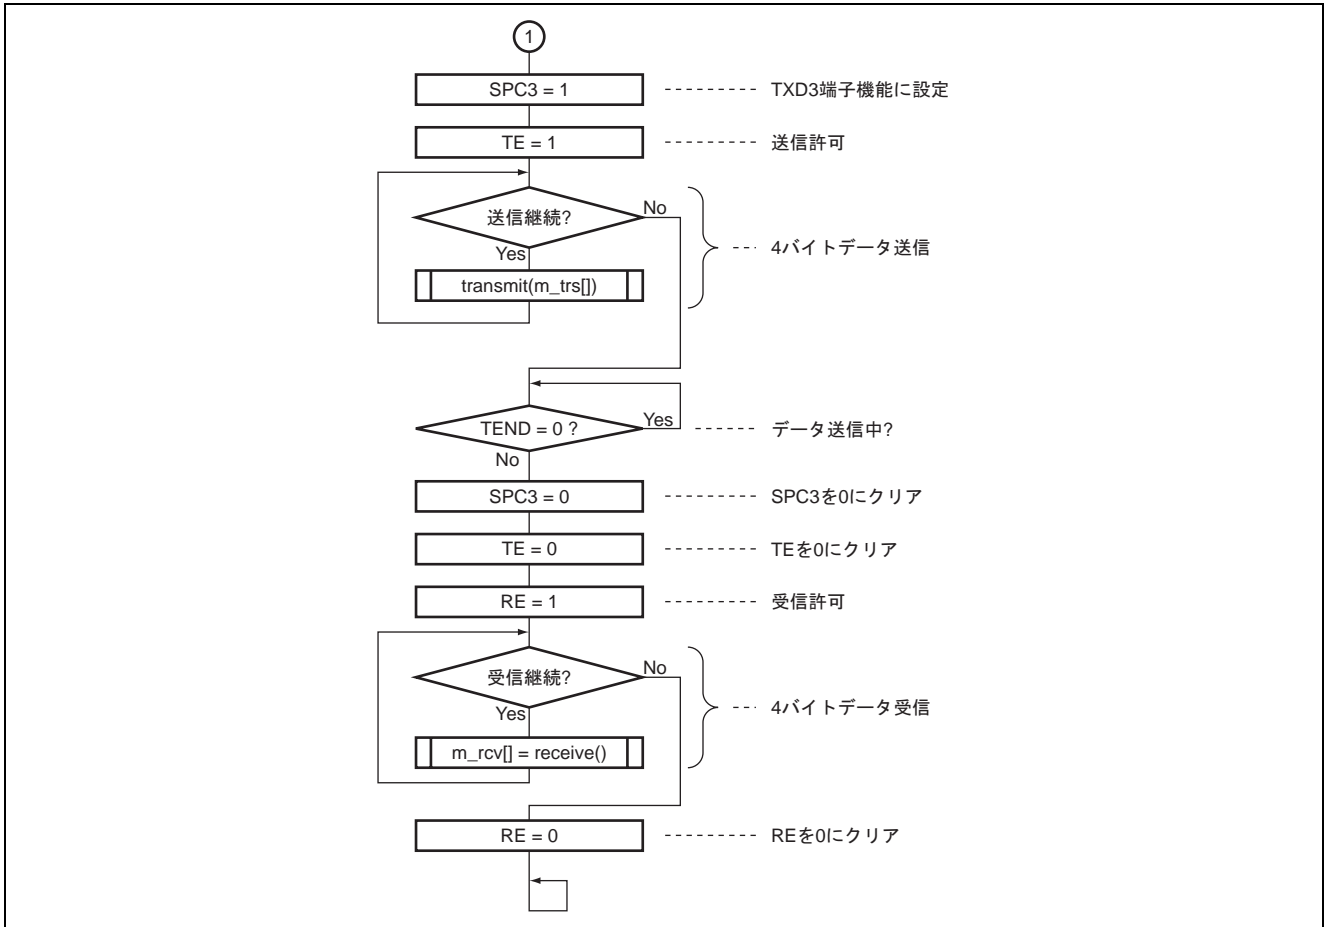 1
SPC3 = 1
TXD3端子機能に設定
TE = 1
送信許可
送信継続?
No
Yes
4バイトデータ送信
transmit(m_trs[])
TEND = 0 ?
Yes
No
データ送信中?
SPC3 = 0
SPC3を0にクリア
TE = 0
TEを0にクリア
RE = 1
受信許可
受信継続?
No
Yes
4バイトデータ受信
m_rcv[] = receive()
RE = 0
REを0にクリア